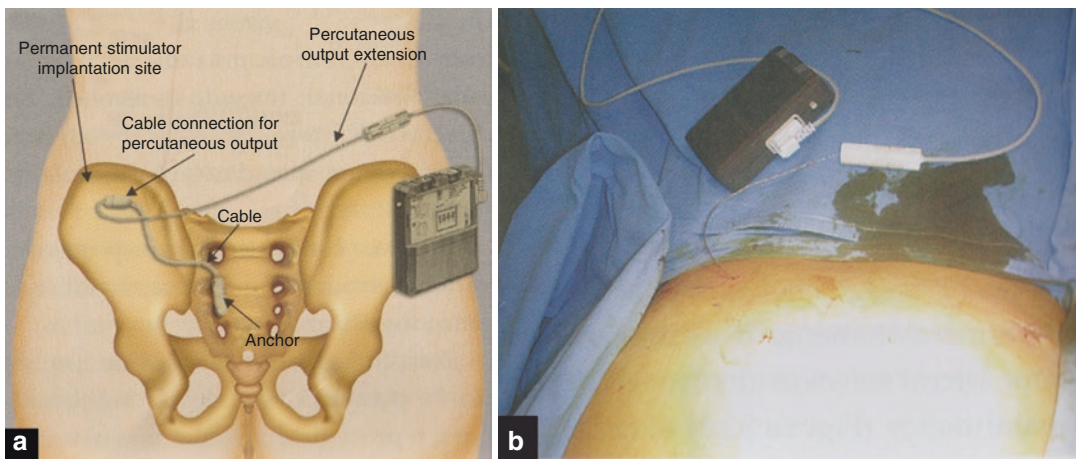 Permanent stimulator
implantation site
Percutaneous
output extension
Cable connection for
percutaneous output
Cable
Anchor
a
b